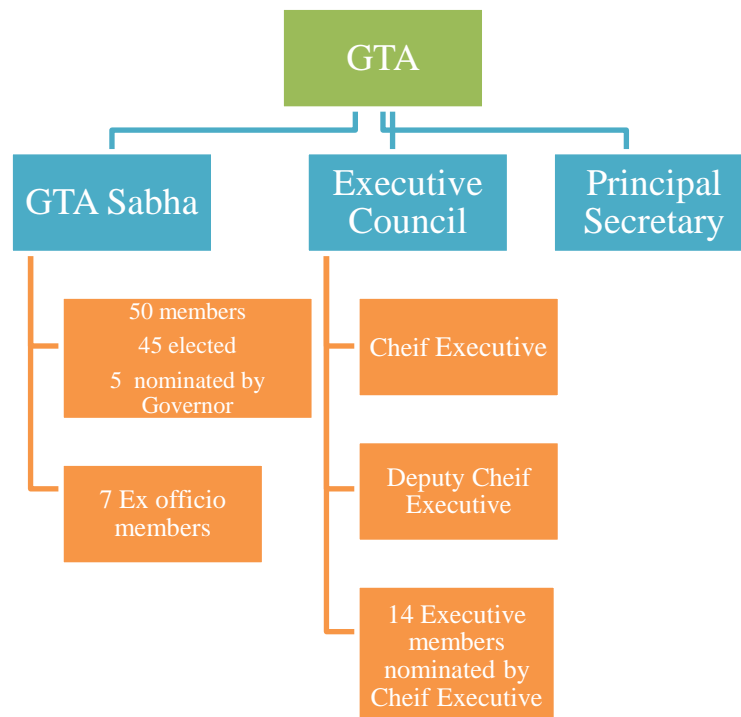 GTA
GTA Sabha
Executive
Council
Principal
Secretary
50 members
45 elected
5 nominated by
Governor
7 Ex officio
members
Cheif Executive
Deputy Cheif
Executive
14 Executive
members
nominated by
Cheif Executive